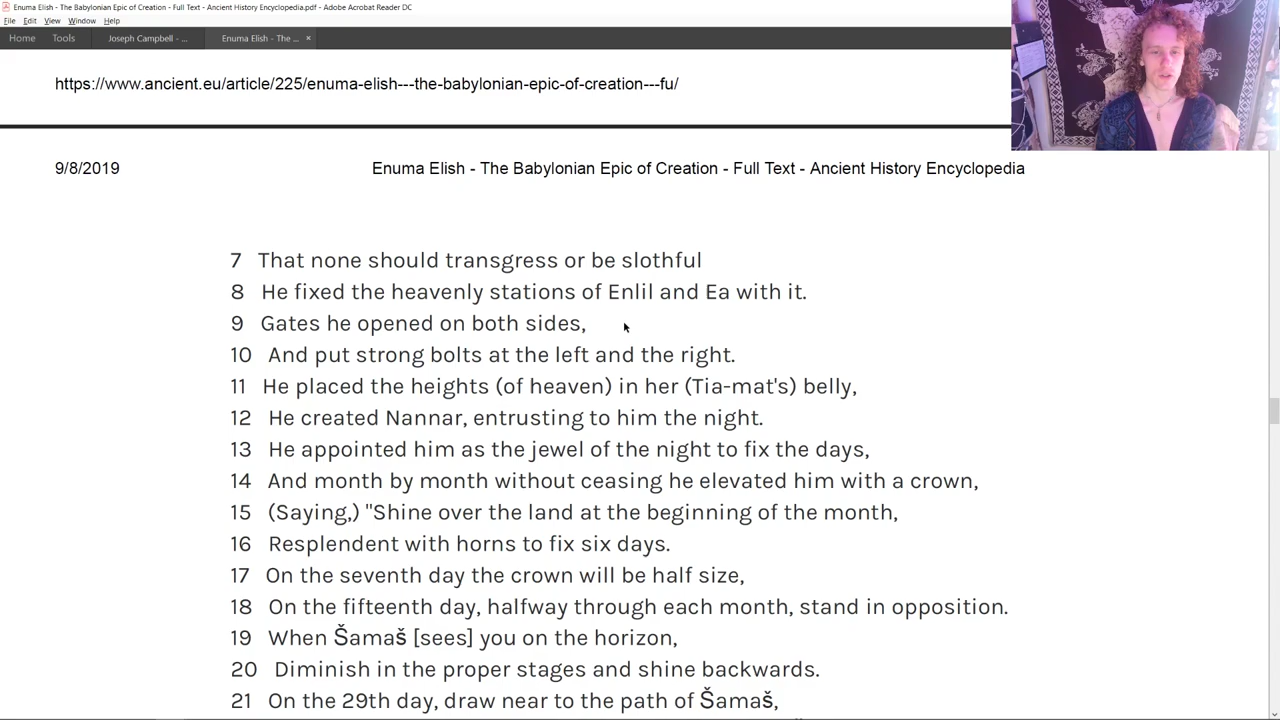 Enuma Elish - The Babylonian Epic of Creation - Full Text - Ancient History Encyclopedia.pdf - Adobe Acrobat Reader DC
File Edit View Window Help
Home Tools Joseph Campbell - ... Enuma Elish - The ... ×
https://www.ancient.eu/article/225/enuma-elish---the-babylonian-epic-of-creation---fu/
9/8/2019 Enuma Elish - The Babylonian Epic of Creation - Full Text - Ancient History Encyclopedia
7 That none should transgress or be slothful
8 He fixed the heavenly stations of Enlil and Ea with it.
9 Gates he opened on both sides,
10 And put strong bolts at the left and the right.
11 He placed the heights (of heaven) in her (Tia-mat's) belly,
12 He created Nannar, entrusting to him the night.
13 He appointed him as the jewel of the night to fix the days,
14 And month by month without ceasing he elevated him with a crown,
15 (Saying,) "Shine over the land at the beginning of the month,
16 Resplendent with horns to fix six days.
17 On the seventh day the crown will be half size,
18 On the fifteenth day, halfway through each month, stand in opposition.
19 When Šamaš [sees] you on the horizon,
20 Diminish in the proper stages and shine backwards.
21 On the 29th day, draw near to the path of Šamaš,